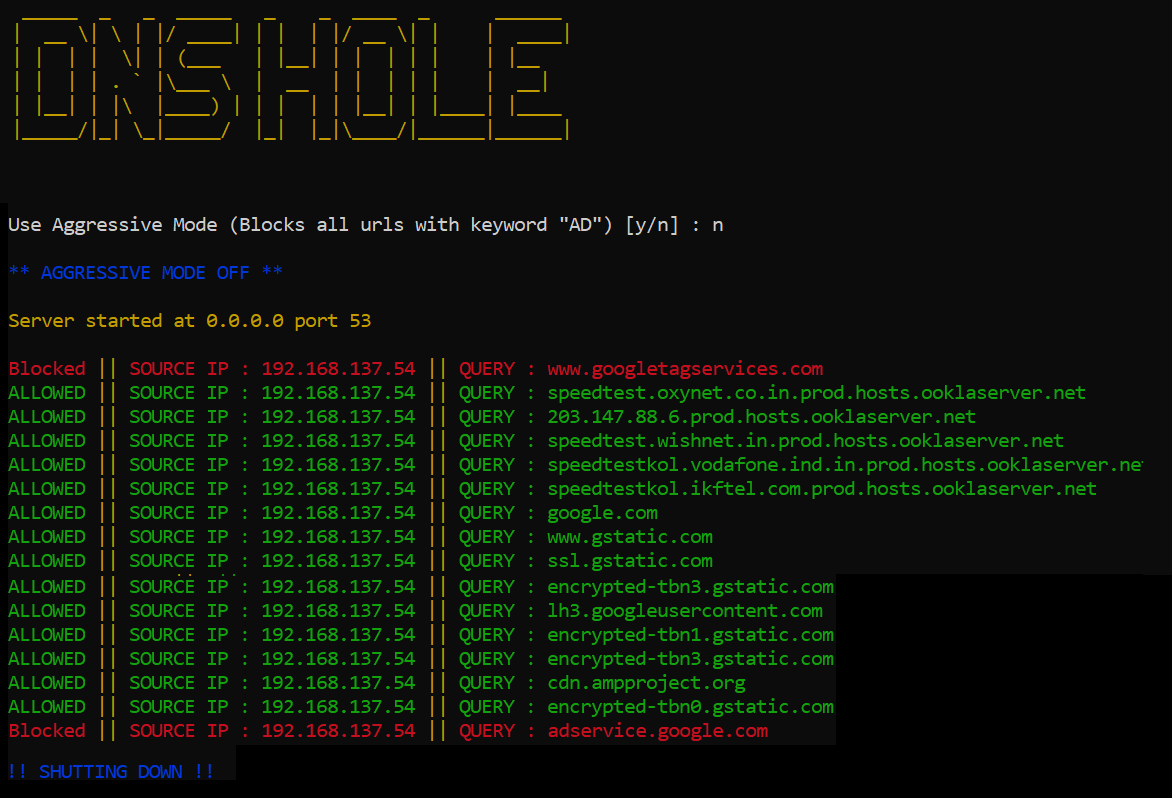 DNSHOLE
Use Aggressive Mode (Blocks all urls with keyword "AD") [y/n] : n
** AGGRESSIVE MODE OFF **
Server started at 0.0.0.0 port 53
Blocked || SOURCE IP : 192.168.137.54 || QUERY : www.googletagservices.com
ALLOWED || SOURCE IP : 192.168.137.54 || QUERY : speedtest.oxynet.co.in.prod.hosts.ooklaserver.net
ALLOWED || SOURCE IP : 192.168.137.54 || QUERY : 203.147.88.6.prod.hosts.ooklaserver.net
ALLOWED || SOURCE IP : 192.168.137.54 || QUERY : speedtest.wishnet.in.prod.hosts.ooklaserver.net
ALLOWED || SOURCE IP : 192.168.137.54 || QUERY : speedtestkol.vodafone.ind.in.prod.hosts.ooklaserver.ne
ALLOWED || SOURCE IP : 192.168.137.54 || QUERY : speedtestkol.ikftel.com.prod.hosts.ooklaserver.net
ALLOWED || SOURCE IP : 192.168.137.54 || QUERY : google.com
ALLOWED || SOURCE IP : 192.168.137.54 || QUERY : www.gstatic.com
ALLOWED || SOURCE IP : 192.168.137.54 || QUERY : ssl.gstatic.com
ALLOWED || SOURCE IP : 192.168.137.54 || QUERY : encrypted-tbn3.gstatic.com
ALLOWED || SOURCE IP : 192.168.137.54 || QUERY : lh3.googleusercontent.com
ALLOWED || SOURCE IP : 192.168.137.54 || QUERY : encrypted-tbn1.gstatic.com
ALLOWED || SOURCE IP : 192.168.137.54 || QUERY : encrypted-tbn3.gstatic.com
ALLOWED || SOURCE IP : 192.168.137.54 || QUERY : cdn.ampproject.org
ALLOWED || SOURCE IP : 192.168.137.54 || QUERY : encrypted-tbn0.gstatic.com
Blocked || SOURCE IP : 192.168.137.54 || QUERY : adservice.google.com
!! SHUTTING DOWN !!